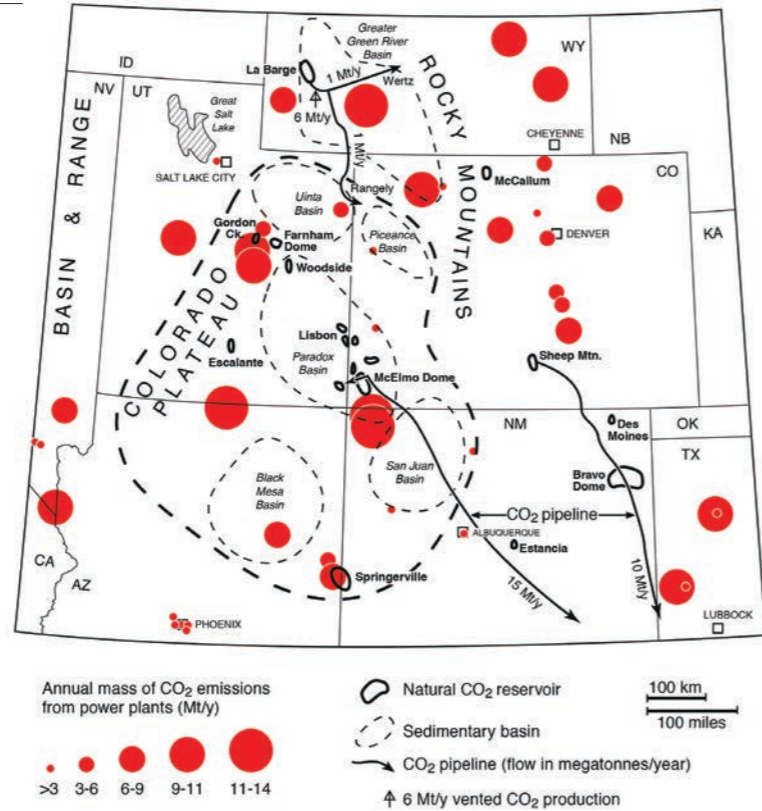 Greater
Green River
Basin
WY
ID
La Barge
1 Mt/y
Wertz
ROCKY
NV
UT
6 Mt/y
Great
Salt
Lake
1 Mt/y
CHEYENNE
NB
SALT LAKE CITY
McCallum
CO
MOUNTAINS
Uinta
Basin
Rangely
BASIN & RANGE
Gordon
Ck.
Farnham
Dome
Piceance
Basin
DENVER
KA
Woodside
COLORADO
PLATEAU
Lisbon
Escalante
Paradox
Basin
McElmo Dome
Sheep Mtn.
NM
Des
Moines
OK
TX
San Juan
Basin
Bravo
Dome
Black
Mesa
Basin
CO2 pipeline
ALBUQUERQUE
Estancia
CA
AZ
Springerville
15 Mt/y
10 Mt/y
PHOENIX
LUBBOCK
Annual mass of CO2 emissions
from power plants (Mt/y)
>3 3-6 6-9 9-11 11-14
Natural CO2 reservoir
Sedimentary basin
CO2 pipeline (flow in megatonnes/year)
6 Mt/y vented CO2 production
100 km
100 miles